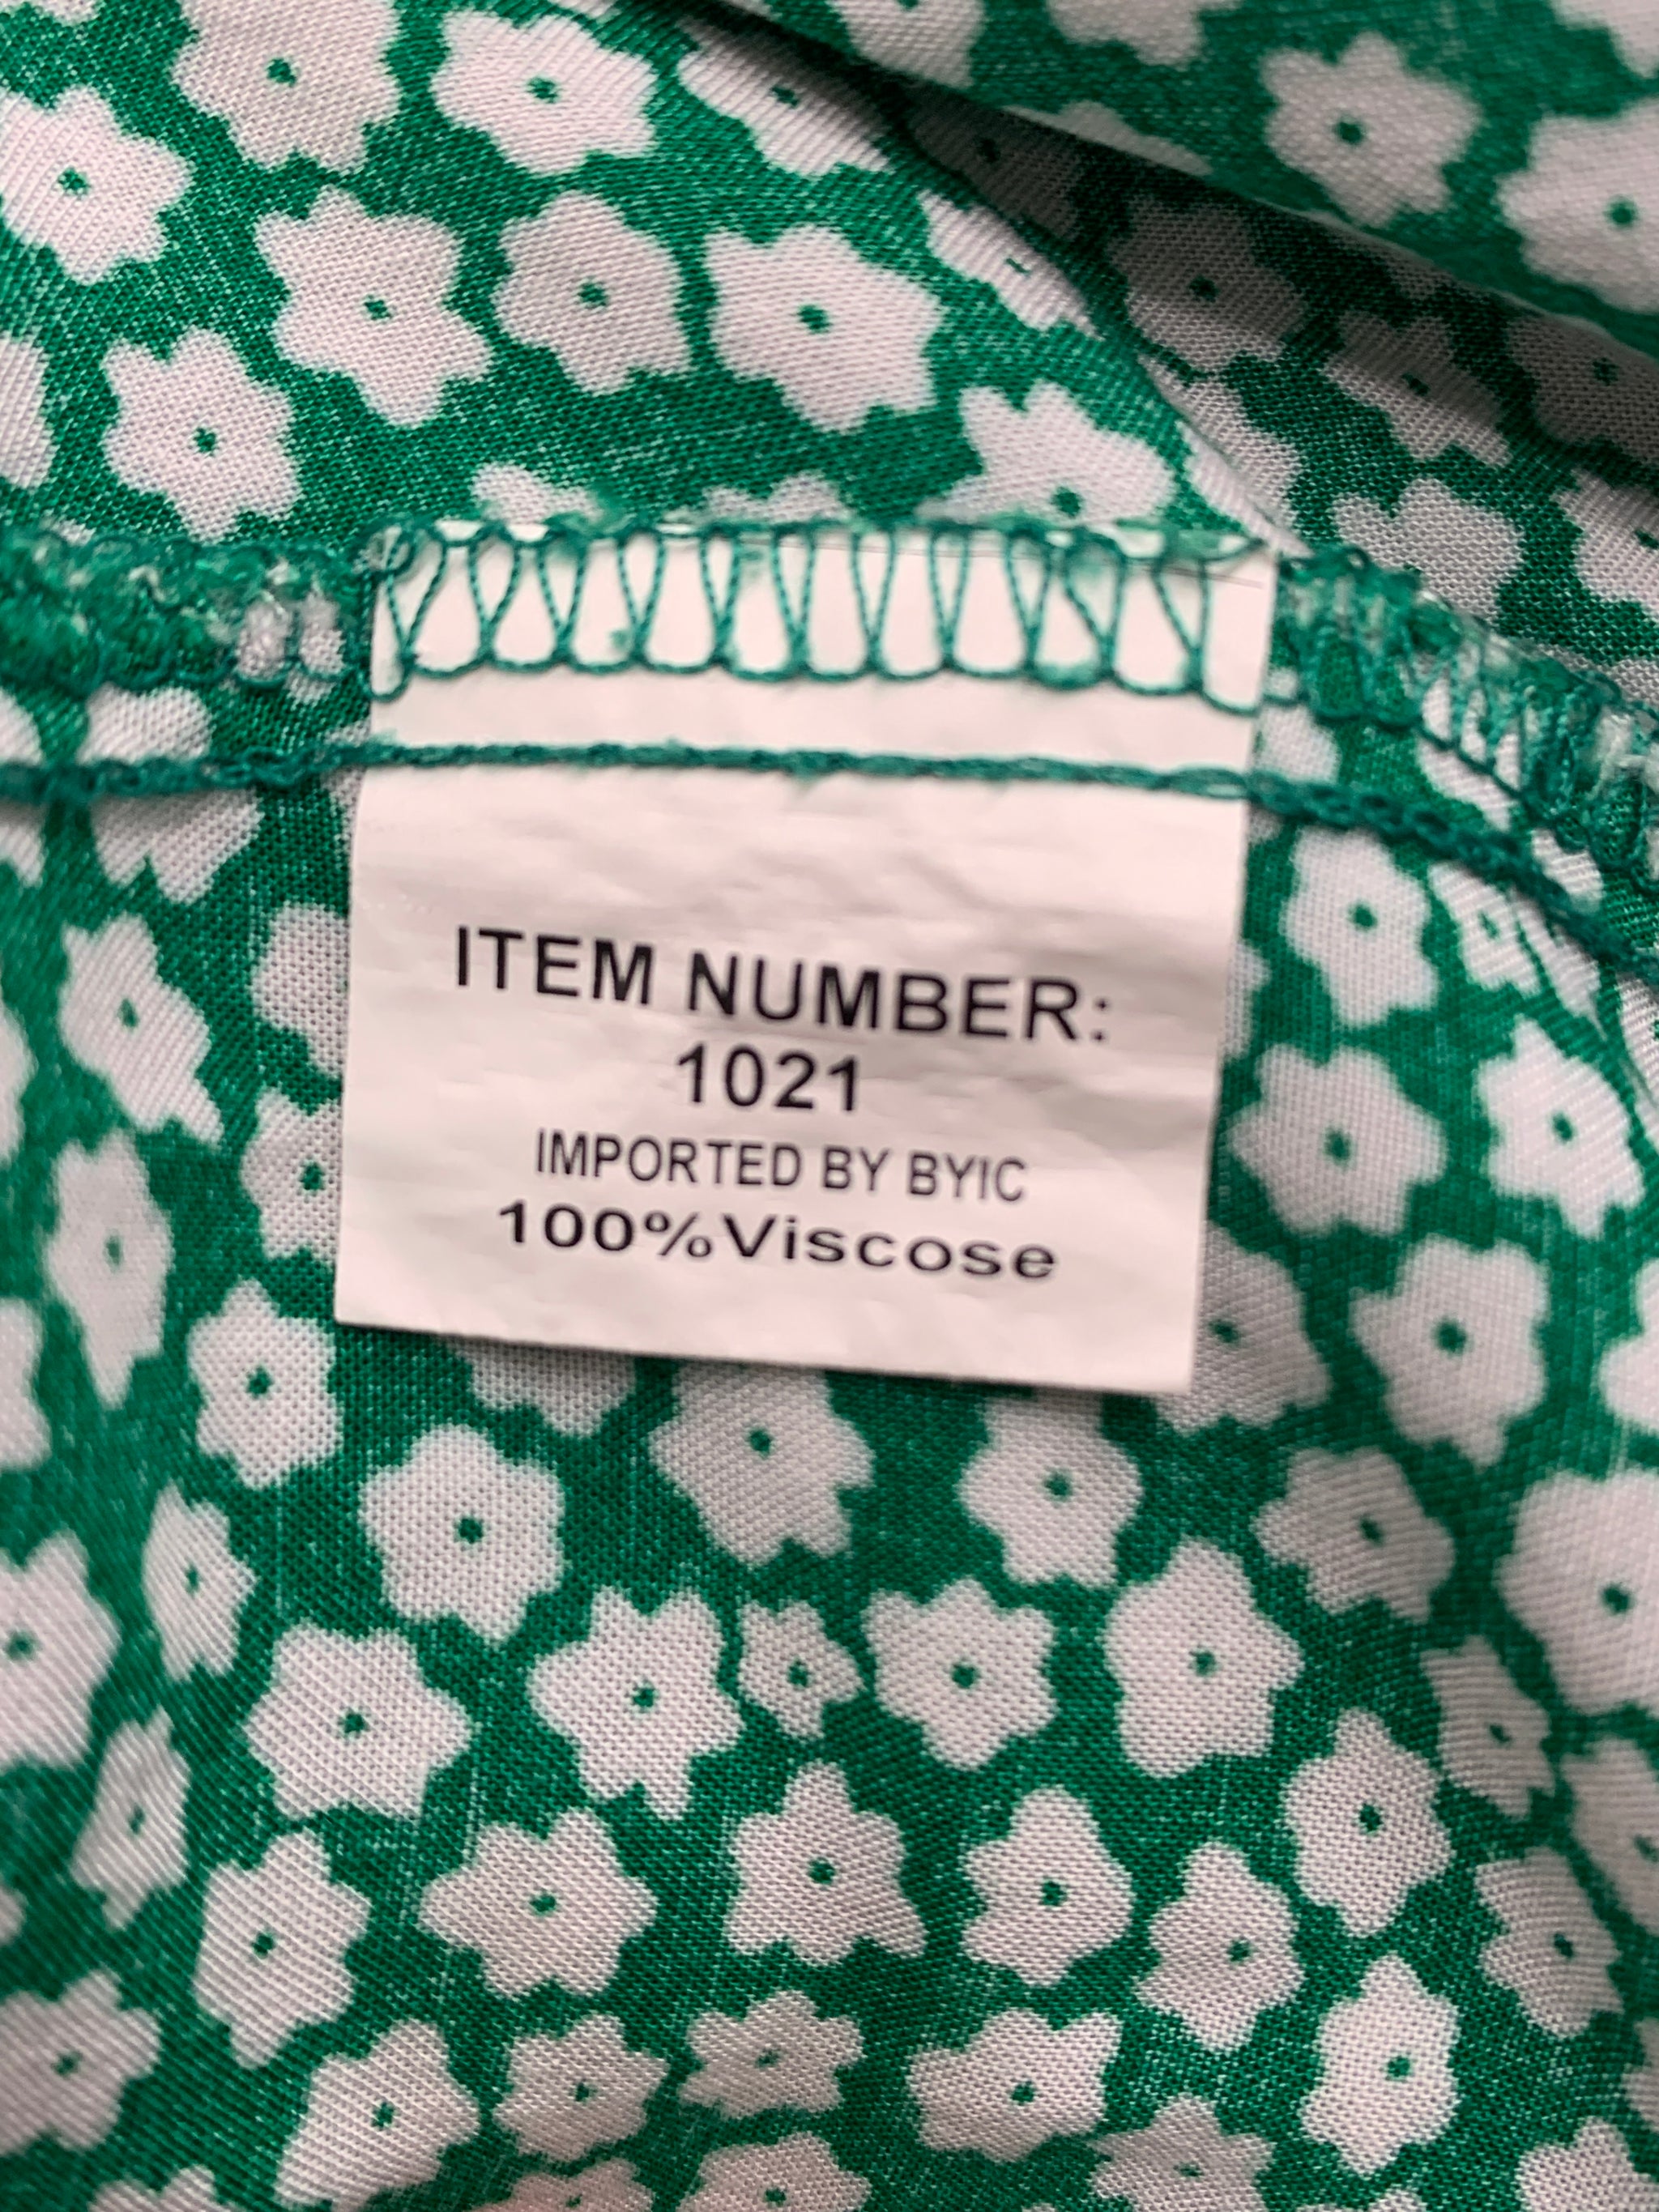 ITEM NUMBER:
1021
IMPORTED BY BYIC
100%Viscose